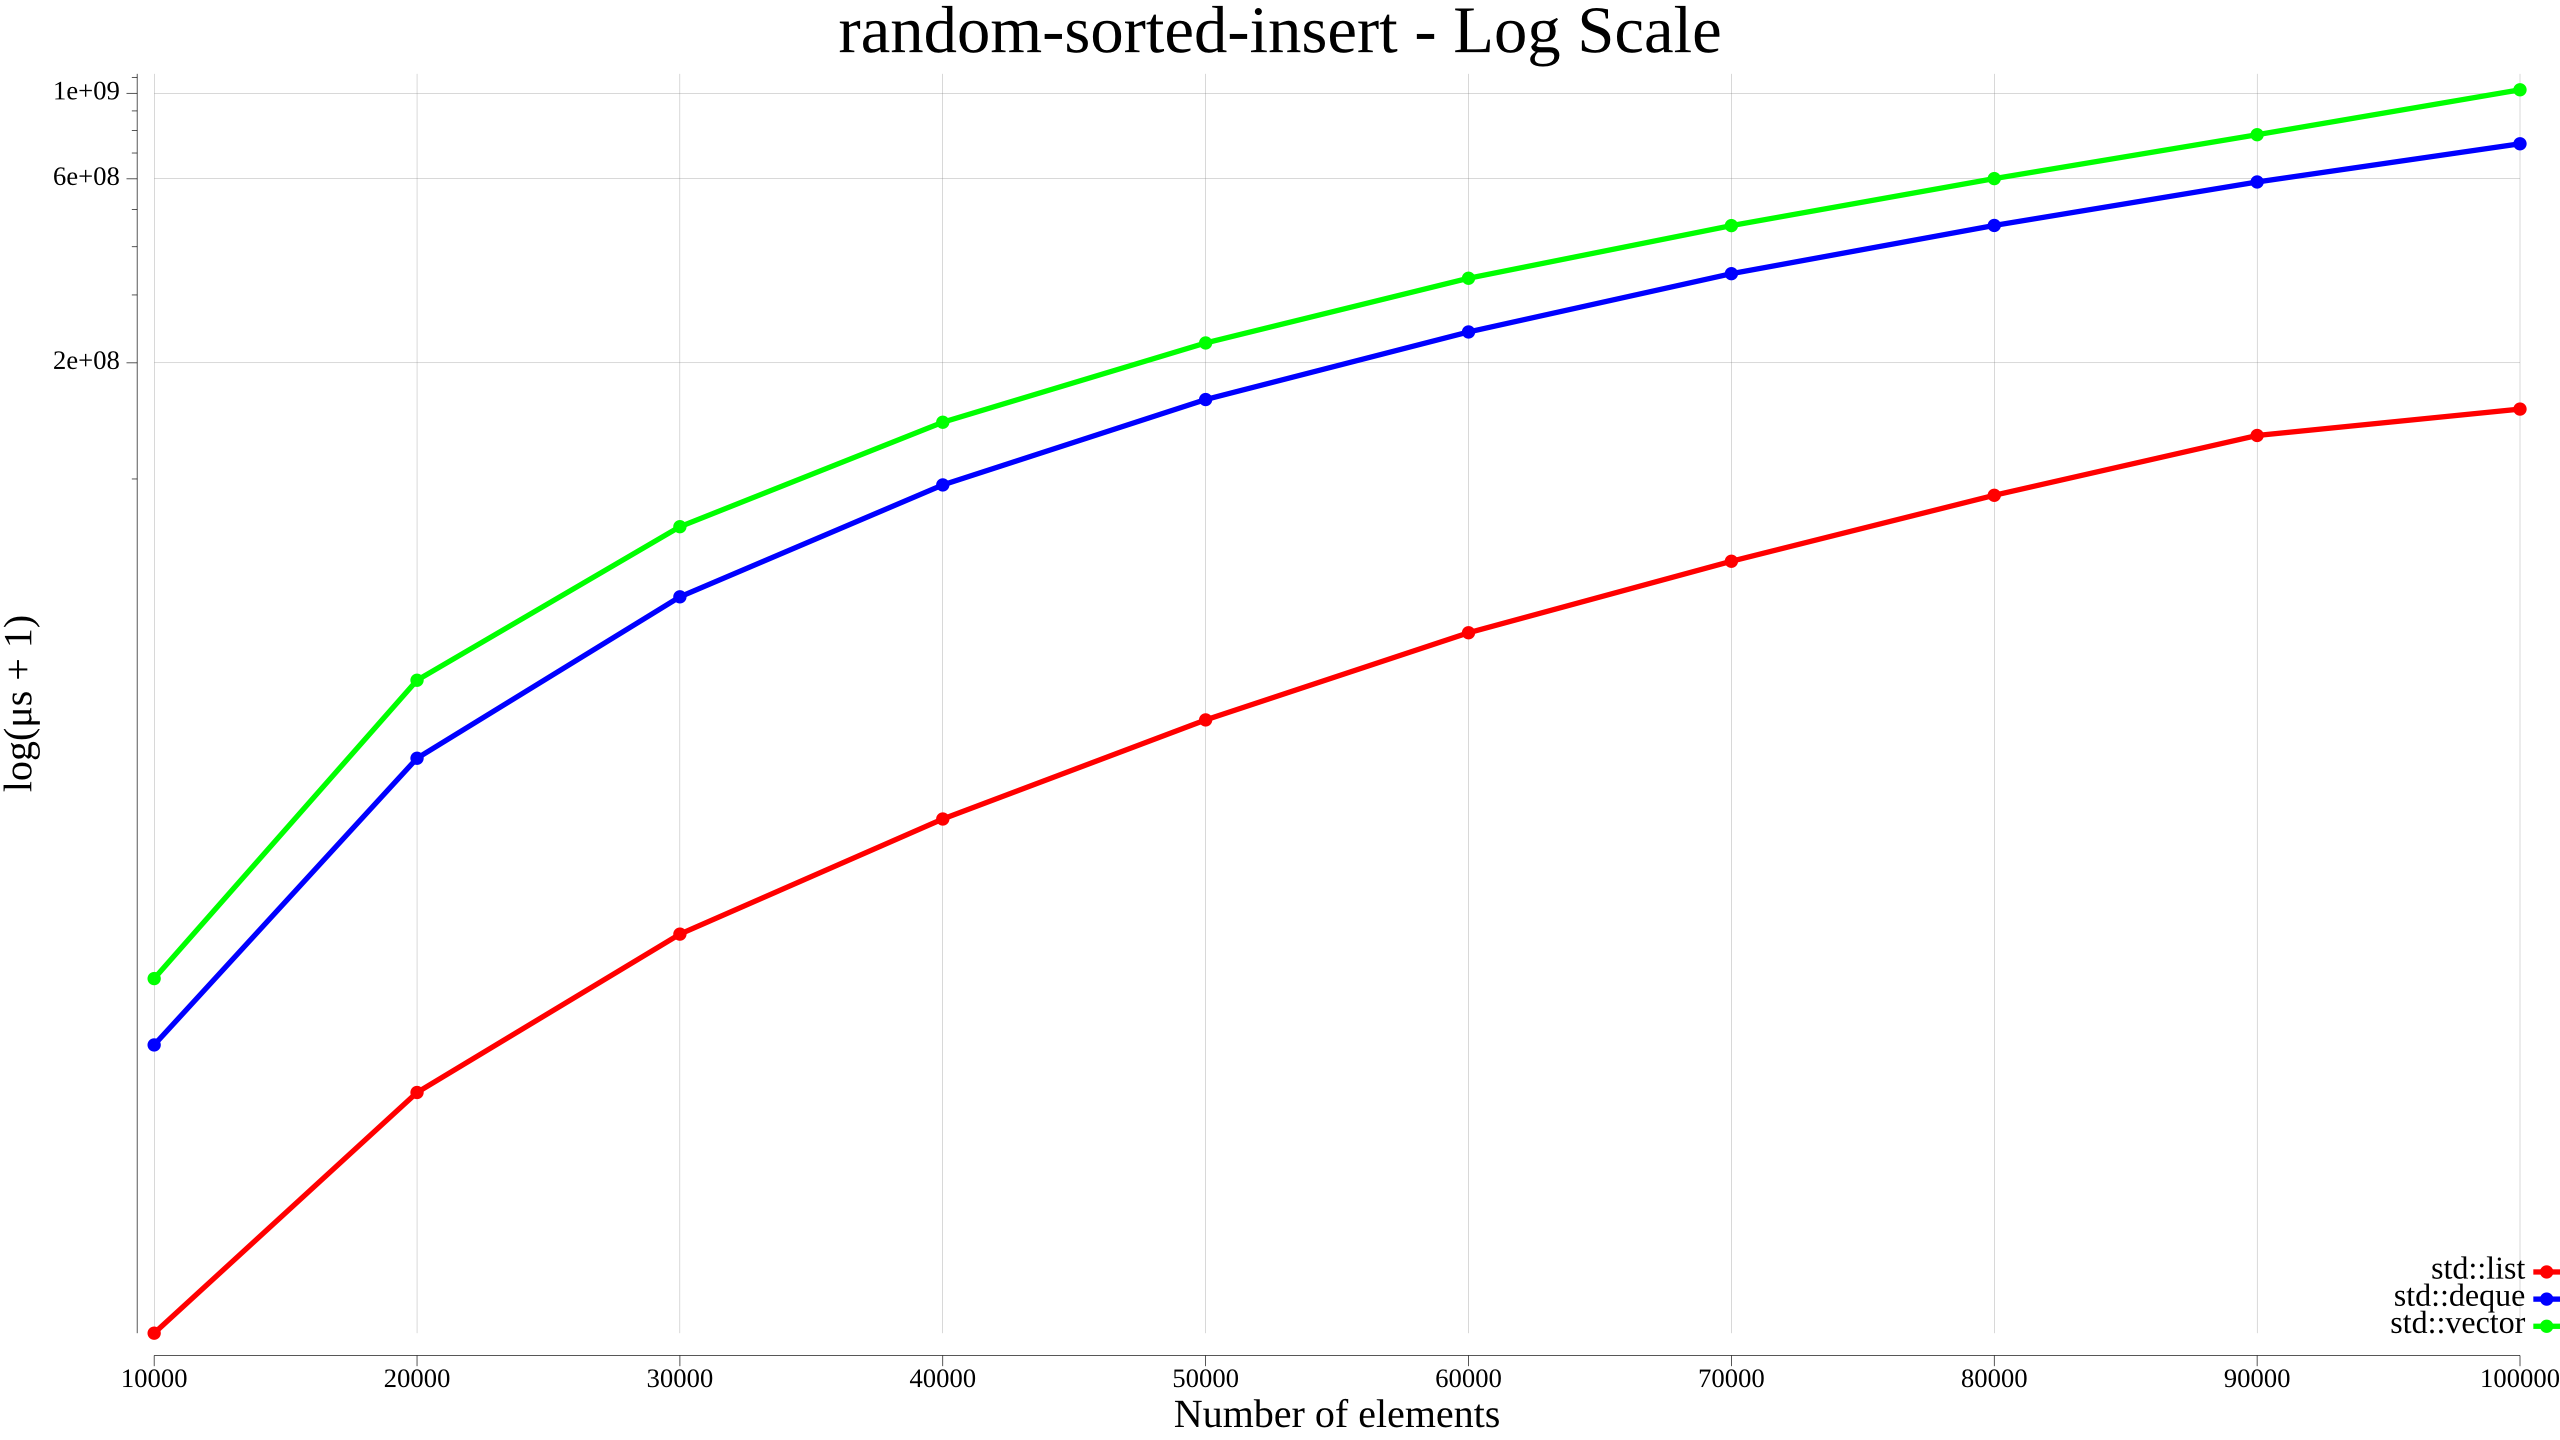 random-sorted-insert - Log Scale
1e+09
6e+08
2e+08
log(μs + 1)
std::list
std::deque
std::vector
10000 20000 30000 40000 50000 60000 70000 80000 90000 100000
Number of elements